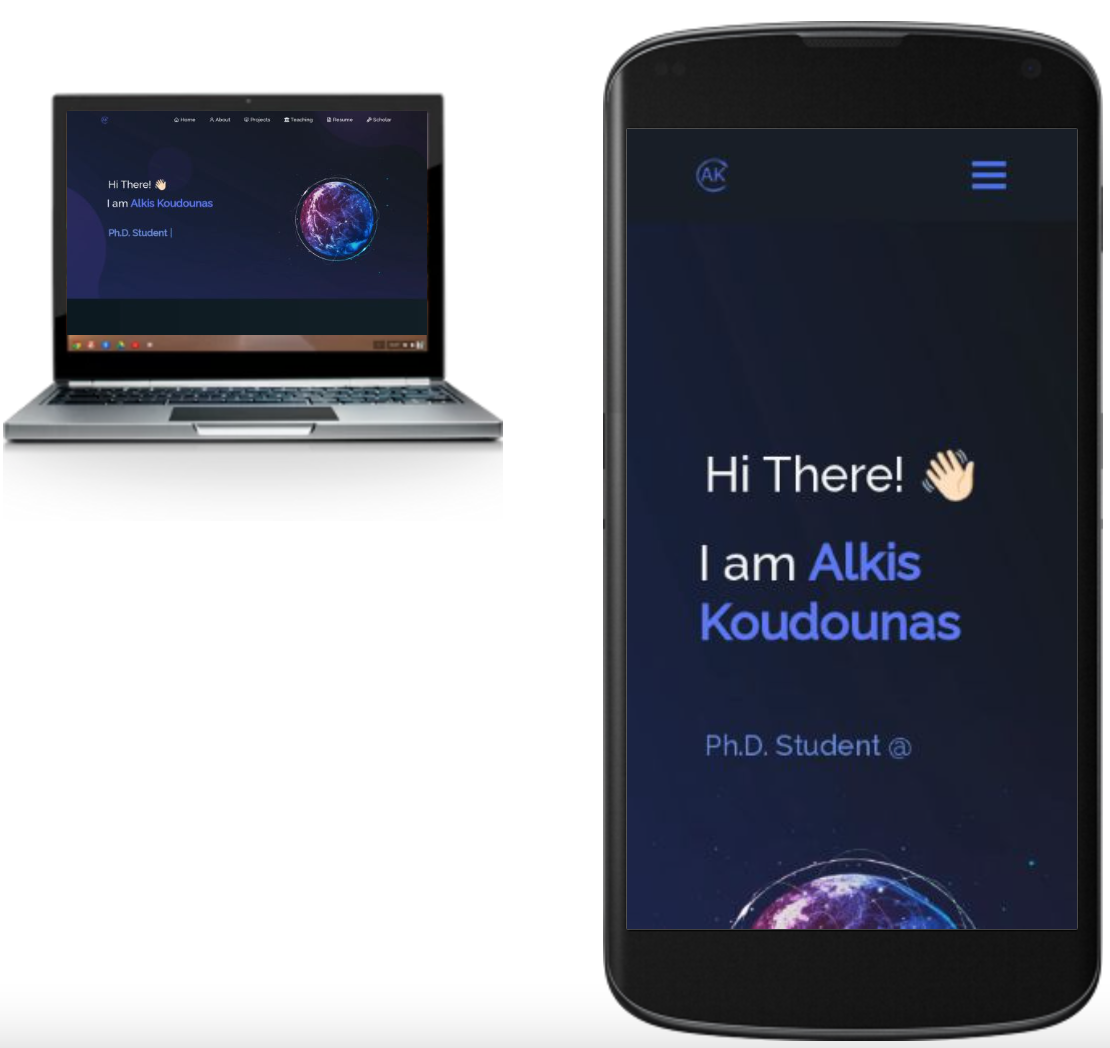 Home About Projects Teaching Resume Scholar
Hi There! 👋🏻
I am Alkis Koudounas
Ph.D. Student |
AK
Hi There! 👋🏻
I am Alkis
Koudounas
Ph.D. Student @